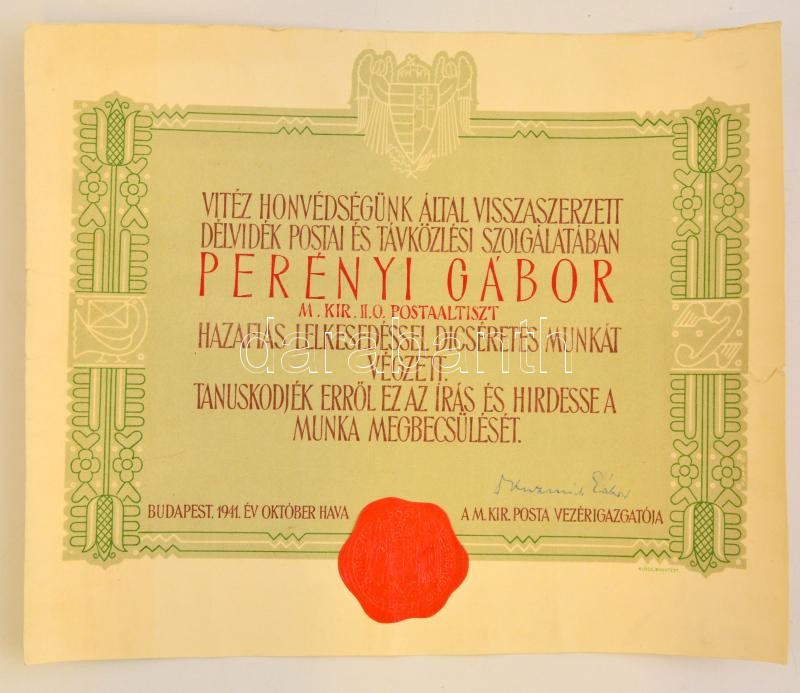 VITÉZ HONVÉDSÉGÜNK ÁLTAL VISSZASZERZETT
DÉLVIDÉK POSTAI ÉS TÁVKÖZLÉSI SZOLGÁLATÁBAN
PERÉNYI GÁBOR
M. KIR. II.O. POSTAALTISZT
HAZAFIAS LELKESEDÉSSEL DICSÉRETES MUNKÁT
VÉGZETT.
TANUSKODJÉK ERRŐL EZ AZ ÍRÁS ÉS HIRDESSE A
MUNKA MEGBECSÜLÉSÉT.
BUDAPEST, 1941. ÉV OKTÓBER HAVA
A M. KIR. POSTA VEZÉRIGAZGATÓJA
darabanth